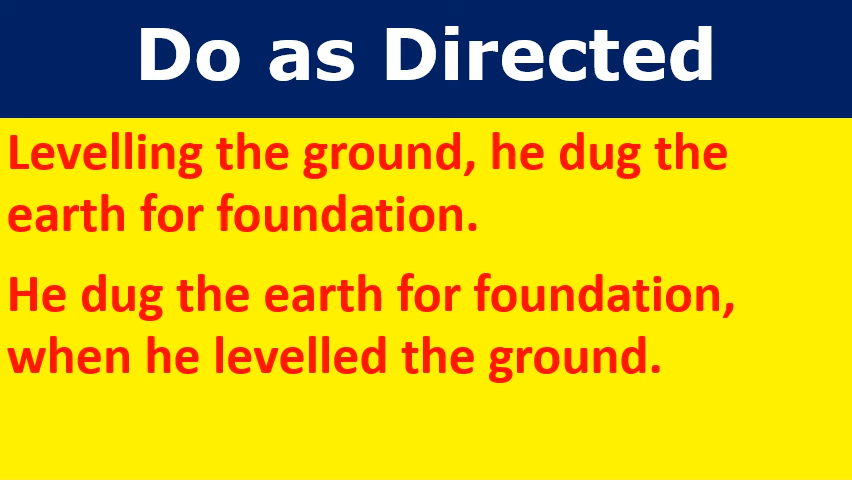 Do as Directed
Levelling the ground, he dug the
earth for foundation.
He dug the earth for foundation,
when he levelled the ground.